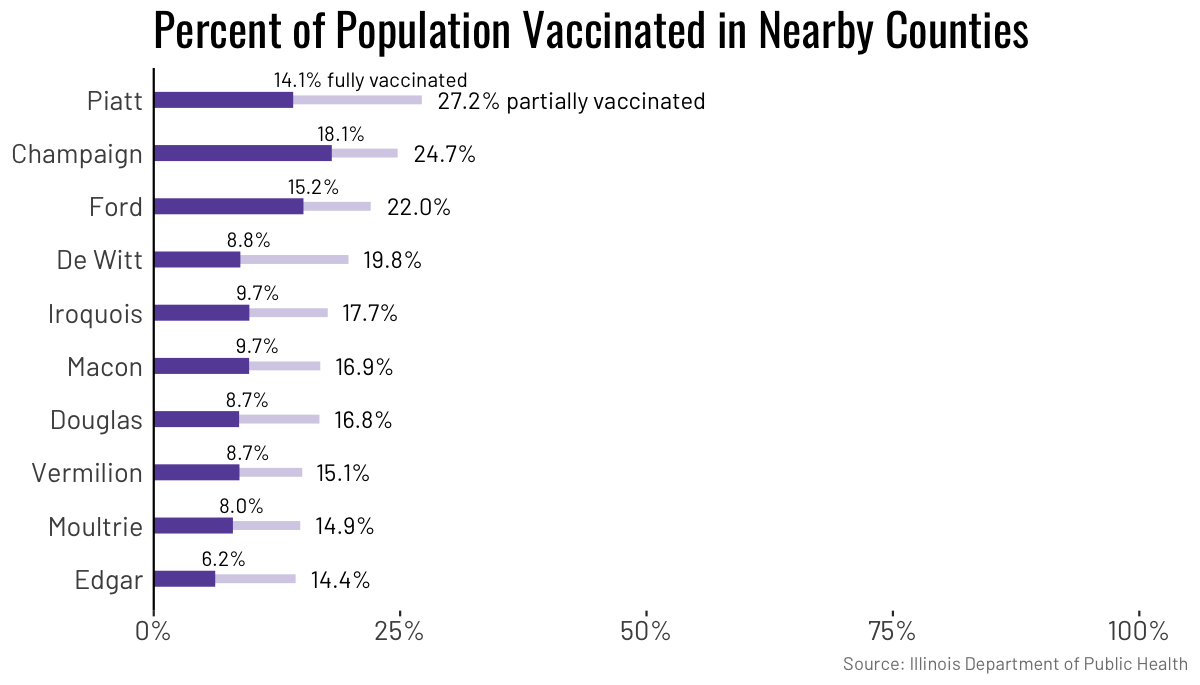 Percent of Population Vaccinated in Nearby Counties
14.1% fully vaccinated
Piatt 27.2% partially vaccinated
18.1%
Champaign 24.7%
15.2%
Ford 22.0%
8.8%
De Witt 19.8%
9.7%
Iroquois 17.7%
9.7%
Macon 16.9%
8.7%
Douglas 16.8%
8.7%
Vermilion 15.1%
8.0%
Moultrie 14.9%
6.2%
Edgar 14.4%
0% 25% 50% 75% 100%
Source: Illinois Department of Public Health